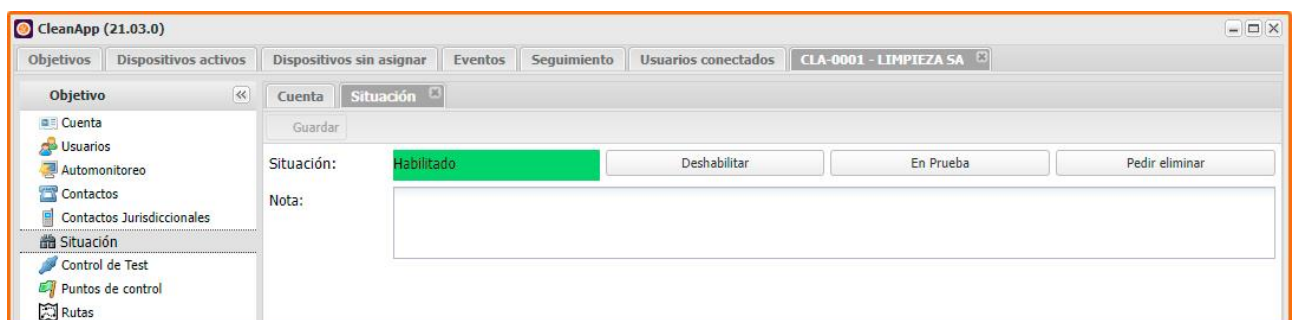 CleanApp (21.03.0)
Objetivos Dispositivos activos Dispositivos sin asignar Eventos Seguimiento Usuarios conectados CLA-0001 - LIMPIEZA SA
Objetivo
Cuenta
Usuarios
Automonitoreo
Contactos
Contactos Jurisdiccionales
Situación
Control de Test
Puntos de control
Rutas
Cuenta Situación
Guardar
Situación: Habilitado Deshabilitar En Prueba Pedir eliminar
Nota: